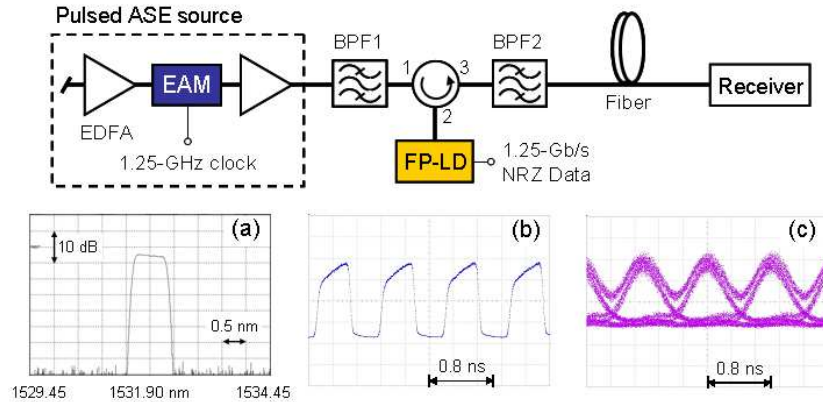 Pulsed ASE source
EDFA
EAM
1.25-GHz clock
BPF1
1
2
3
FP-LD
1.25-Gb/s
NRZ Data
BPF2
Fiber
Receiver
(a)
10 dB
0.5 nm
1529.45 1531.90 nm 1534.45
(b)
0.8 ns
(c)
0.8 ns